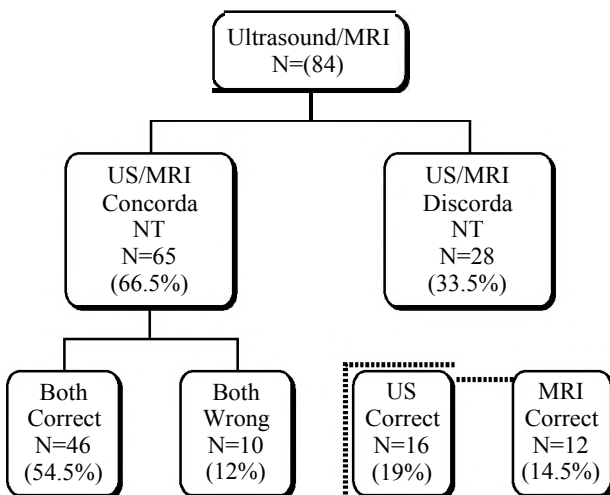 Ultrasound/MRI
N=(84)
US/MRI
Concorda
NT
N=65
(66.5%)
US/MRI
Discorda
NT
N=28
(33.5%)
Both
Correct
N=46
(54.5%)
Both
Wrong
N=10
(12%)
US
Correct
N=16
(19%)
MRI
Correct
N=12
(14.5%)